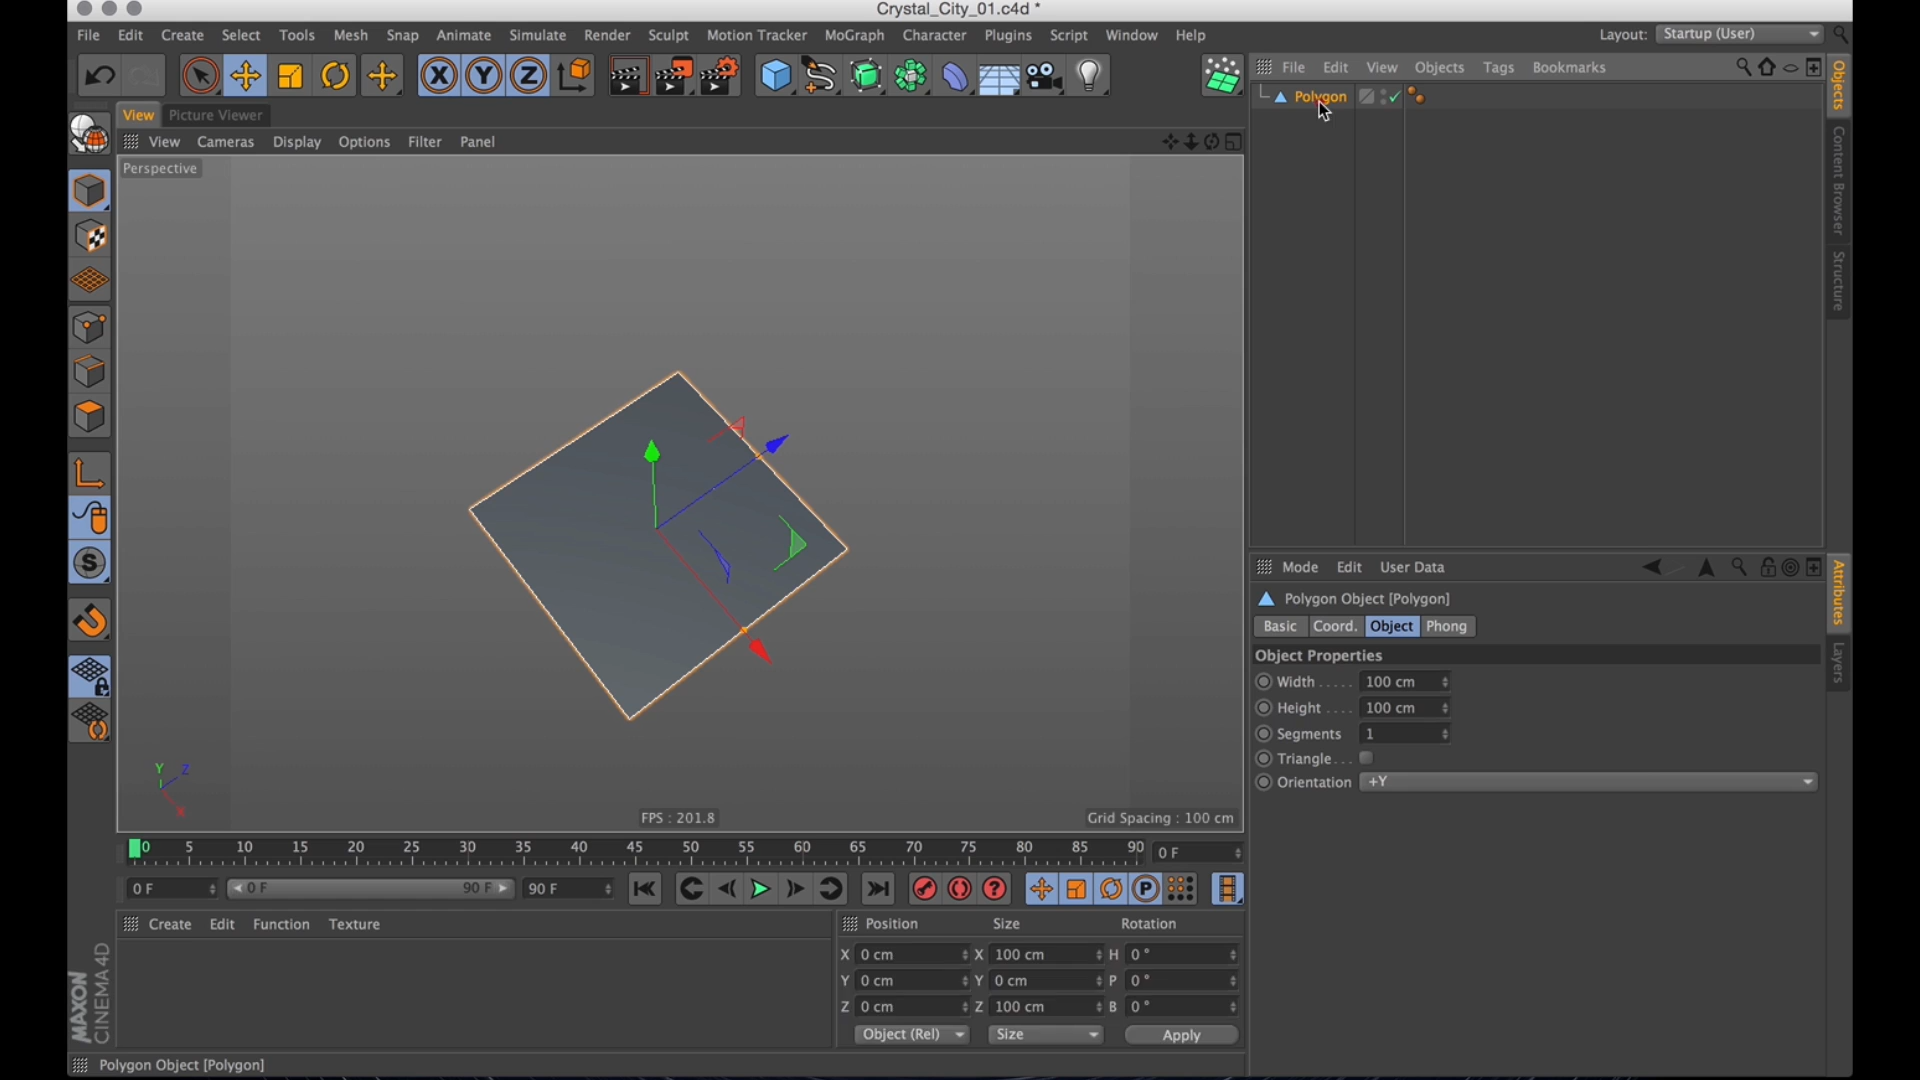 Crystal_City_01.c4d *
File Edit Create Select Tools Mesh Snap Animate Simulate Render Sculpt Motion Tracker MoGraph Character Plugins Script Window Help Layout: Startup (User)
X Y Z
File Edit View Objects Tags Bookmarks
Polygon
View Picture Viewer
View Cameras Display Options Filter Panel
Perspective
S
Y Z
X
FPS : 201.8
Grid Spacing : 100 cm
Objects
Content Browser
Structure
Mode Edit User Data
Polygon Object [Polygon]
Basic Coord. Object Phong
Object Properties
Width . . . . . 100 cm
Height . . . . 100 cm
Segments 1
Triangle . . .
Orientation +Y
Attributes
Layers
0 5 10 15 20 25 30 35 40 45 50 55 60 65 70 75 80 85 90 0 F
0 F 0 F 90 F 90 F ? P
Create Edit Function Texture
Position Size Rotation
X 0 cm X 100 cm H 0 °
Y 0 cm Y 0 cm P 0 °
Z 0 cm Z 100 cm B 0 °
Object (Rel) Size Apply
MAXON
CINEMA 4D
Polygon Object [Polygon]